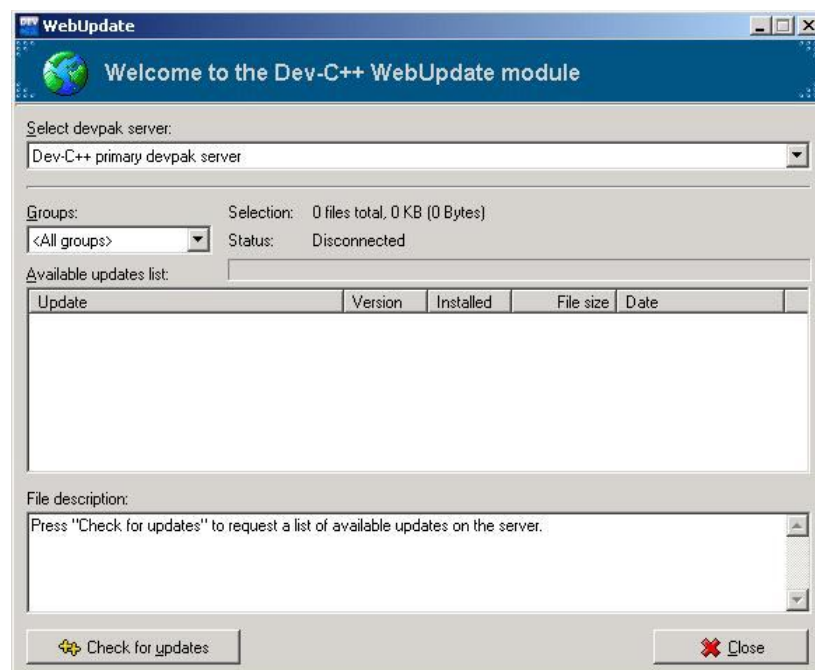 WebUpdate
Welcome to the Dev-C++ WebUpdate module
Select devpak server:
Dev-C++ primary devpak server
Groups:
Selection: 0 files total, 0 KB (0 Bytes)
<All groups>
Status: Disconnected
Available updates list:
Update Version Installed File size Date
File description:
Press "Check for updates" to request a list of available updates on the server.
Check for updates
Close